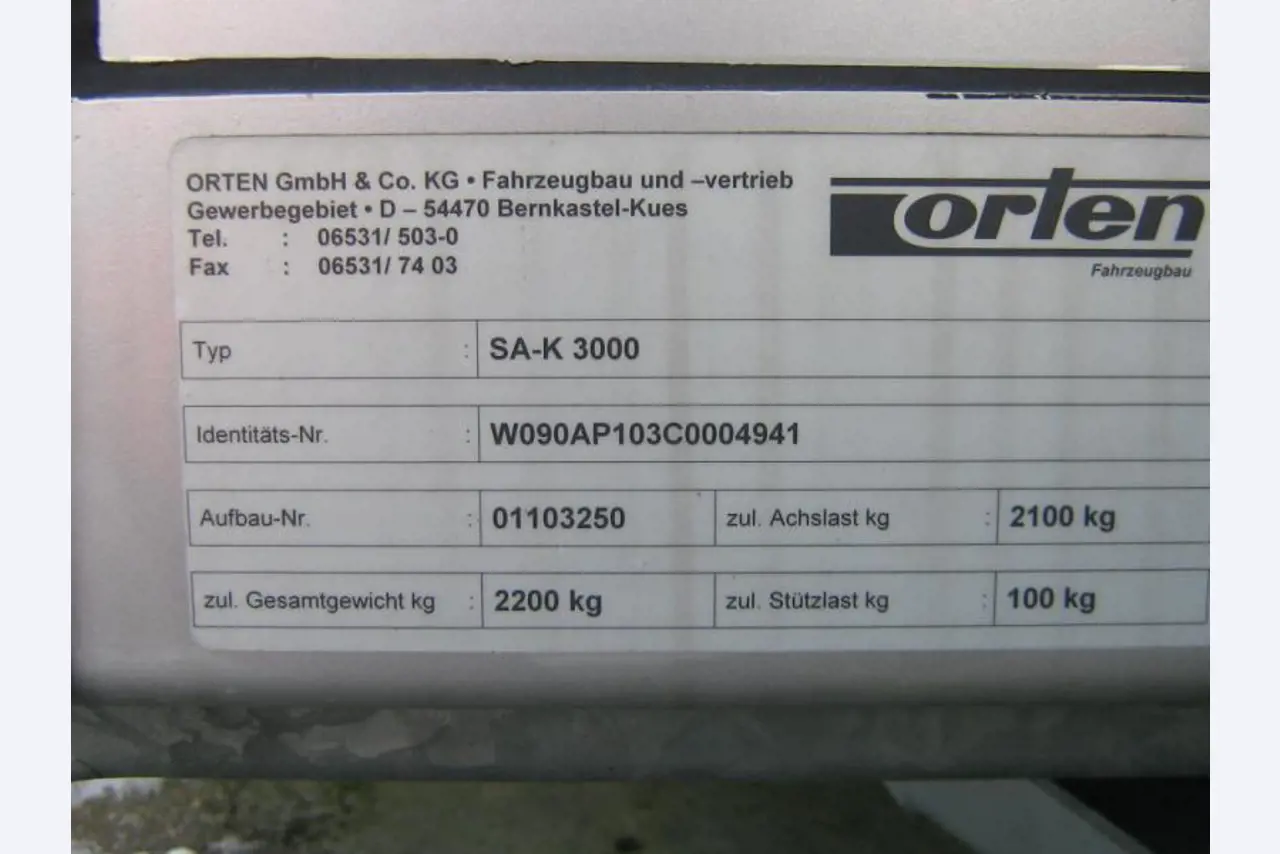 ORTEN GmbH & Co. KG • Fahrzeugbau und –vertrieb
Gewerbegebiet • D – 54470 Bernkastel-Kues
Tel. : 06531/ 503-0
Fax : 06531/ 74 03
orten
Fahrzeugbau
Typ : SA-K 3000
Identitäts-Nr. : W090AP103C0004941
Aufbau-Nr. : 01103250 zul. Achslast kg : 2100 kg
zul. Gesamtgewicht kg : 2200 kg zul. Stützlast kg : 100 kg